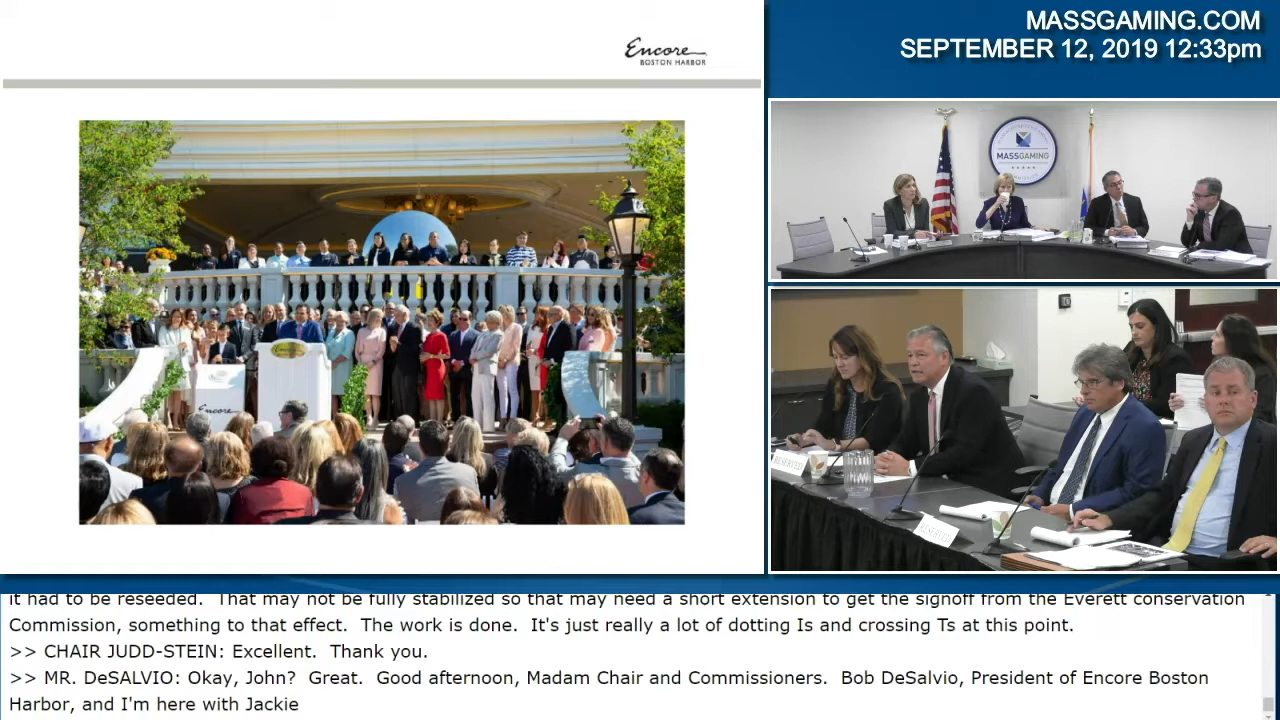 MASSGAMING.COM
SEPTEMBER 12, 2019 12:33pm
Encore
BOSTON HARBOR
Encore
MASSGAMING
RESERVED
RESERVED
it had to be reseeded.  That may not be fully stabilized so that may need a short extension to get the signoff from the Everett conservation
Commission, something to that effect.  The work is done.  It's just really a lot of dotting Is and crossing Ts at this point.
>> CHAIR JUDD-STEIN: Excellent.  Thank you.
>> MR. DeSALVIO: Okay, John?  Great.  Good afternoon, Madam Chair and Commissioners.  Bob DeSalvio, President of Encore Boston
Harbor, and I'm here with Jackie